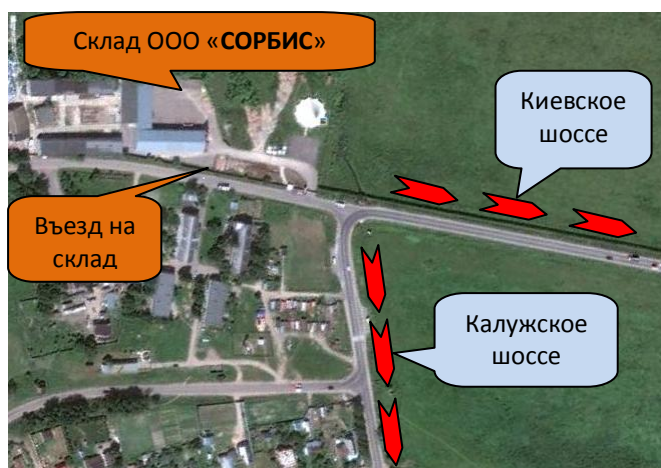 Склад ООО «СОРБИС»
Киевское
шоссе
Въезд на
склад
Калужское
шоссе